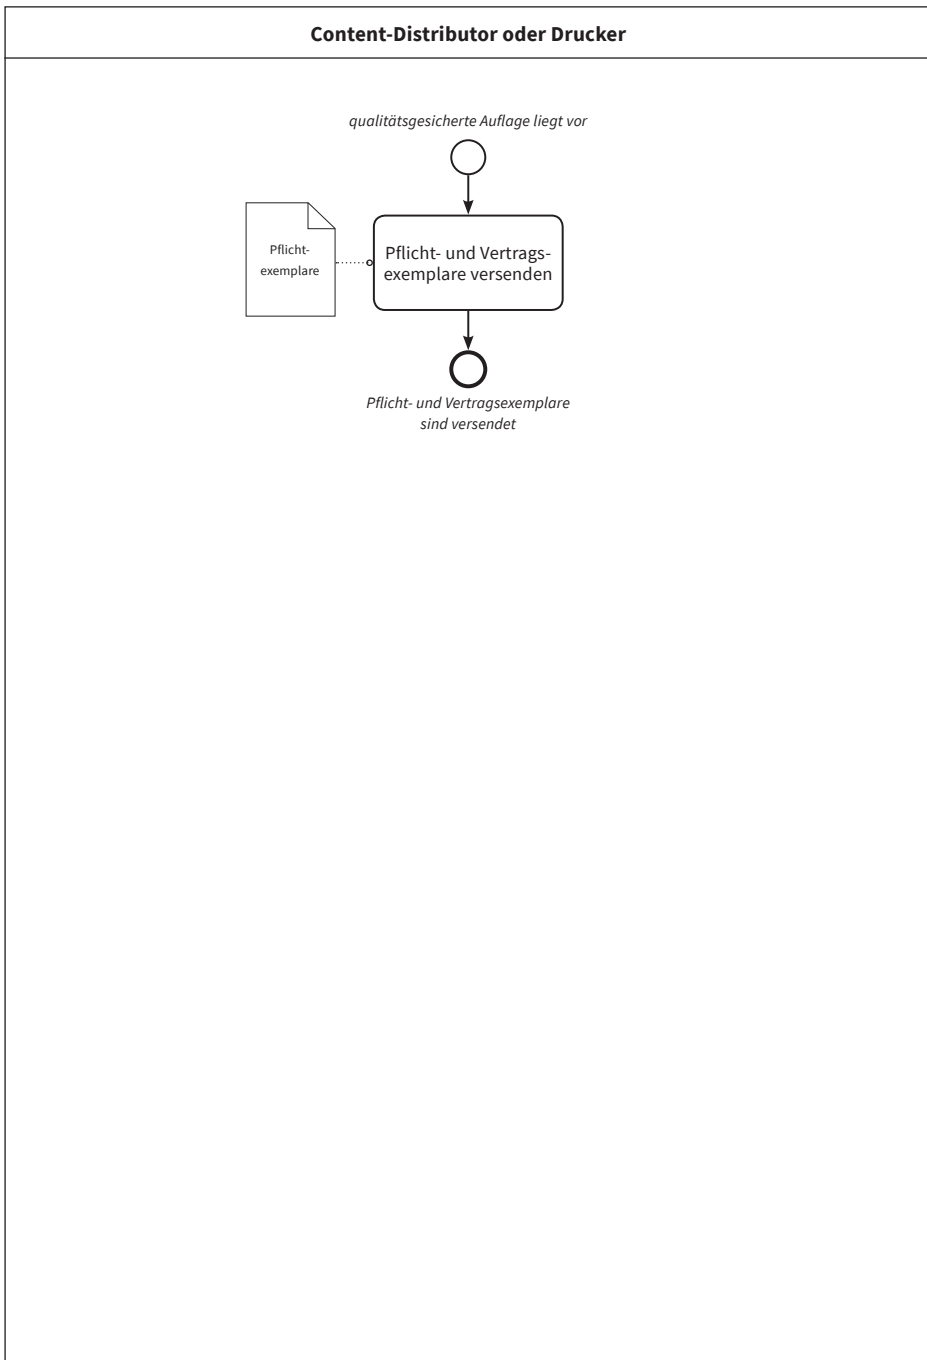 Content-Distributor oder Drucker
qualitätsgesicherte Auflage liegt vor
Pflicht-
exemplare
Pflicht- und Vertrags-
exemplare versenden
Pflicht- und Vertragsexemplare
sind versendet